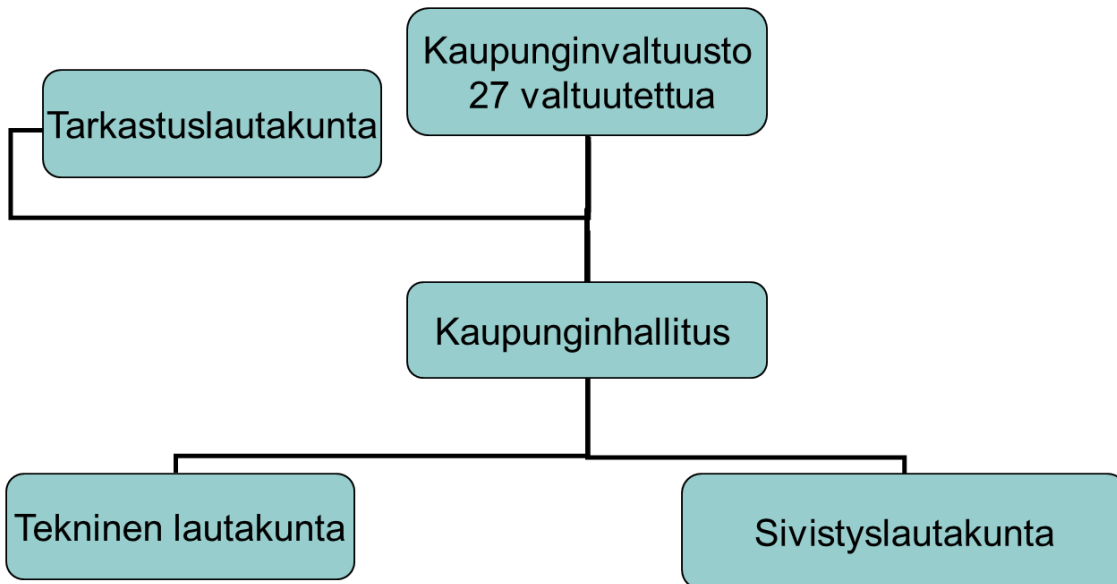 Kaupunginvaltuusto
27 valtuutettua
Tarkastuslautakunta
Kaupunginhallitus
Tekninen lautakunta
Sivistyslautakunta